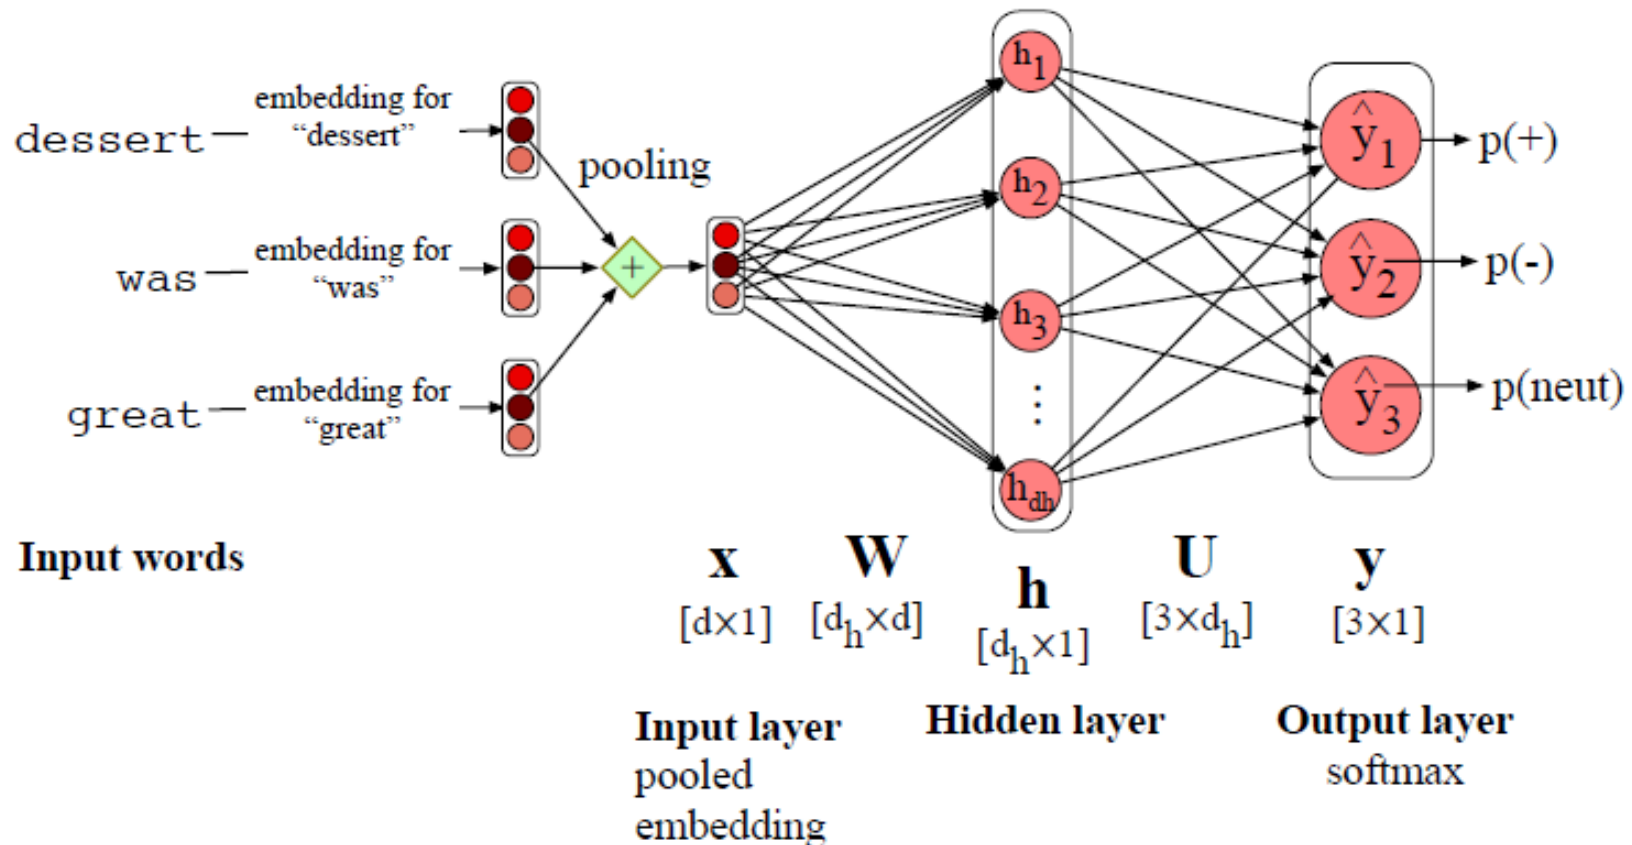 dessert
embedding for
“dessert”
was
embedding for
“was”
great
embedding for
“great”
pooling
+
h1
h2
h3
⋮
hdh
ŷ1
ŷ2
ŷ3
p(+)
p(-)
p(neut)
Input words
x
[d×1]
W
[dh×d]
h
[dh×1]
U
[3×dh]
y
[3×1]
Input layer
pooled
embedding
Hidden layer
Output layer
softmax